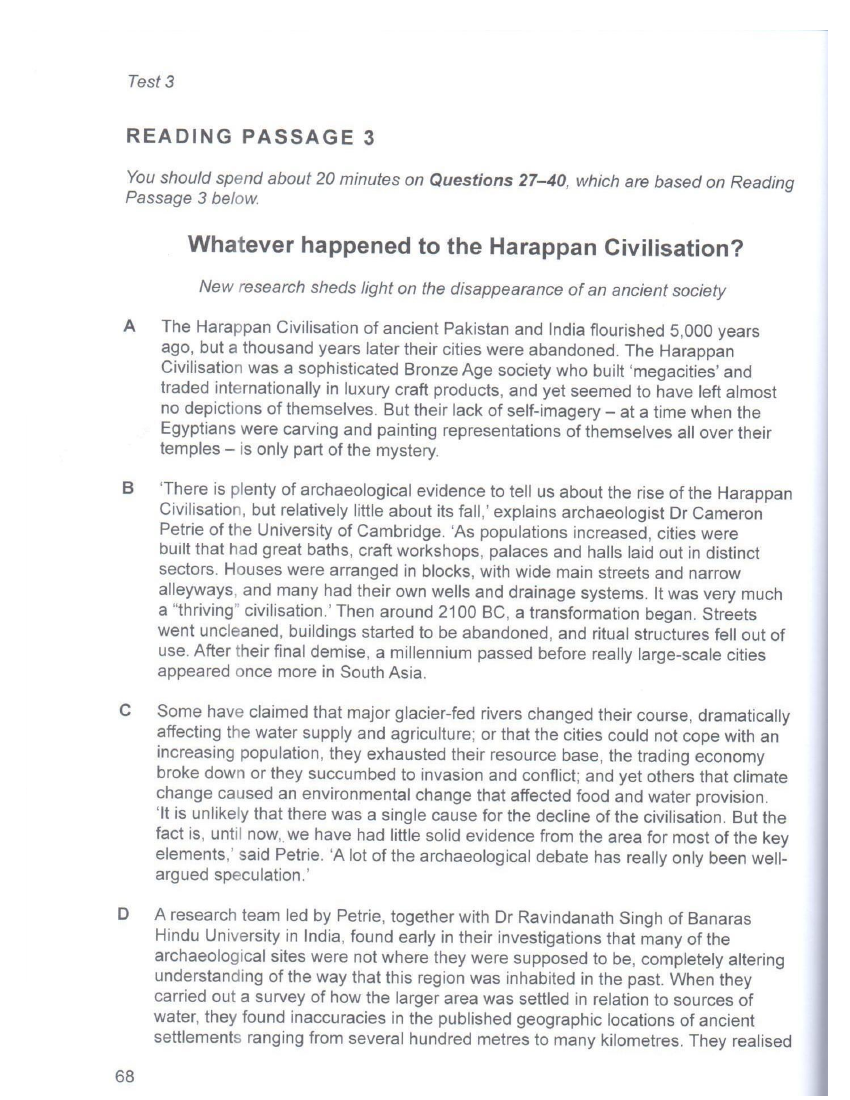 Test 3
READING PASSAGE 3
You should spend about 20 minutes on Questions 27–40, which are based on Reading
Passage 3 below.
Whatever happened to the Harappan Civilisation?
New research sheds light on the disappearance of an ancient society
A The Harappan Civilisation of ancient Pakistan and India flourished 5,000 years
ago, but a thousand years later their cities were abandoned. The Harappan
Civilisation was a sophisticated Bronze Age society who built ‘megacities’ and
traded internationally in luxury craft products, and yet seemed to have left almost
no depictions of themselves. But their lack of self-imagery – at a time when the
Egyptians were carving and painting representations of themselves all over their
temples – is only part of the mystery.
B ‘There is plenty of archaeological evidence to tell us about the rise of the Harappan
Civilisation, but relatively little about its fall,’ explains archaeologist Dr Cameron
Petrie of the University of Cambridge. ‘As populations increased, cities were
built that had great baths, craft workshops, palaces and halls laid out in distinct
sectors. Houses were arranged in blocks, with wide main streets and narrow
alleyways, and many had their own wells and drainage systems. It was very much
a “thriving” civilisation.’ Then around 2100 BC, a transformation began. Streets
went uncleaned, buildings started to be abandoned, and ritual structures fell out of
use. After their final demise, a millennium passed before really large-scale cities
appeared once more in South Asia.
C Some have claimed that major glacier-fed rivers changed their course, dramatically
affecting the water supply and agriculture; or that the cities could not cope with an
increasing population, they exhausted their resource base, the trading economy
broke down or they succumbed to invasion and conflict; and yet others that climate
change caused an environmental change that affected food and water provision.
‘It is unlikely that there was a single cause for the decline of the civilisation. But the
fact is, until now, we have had little solid evidence from the area for most of the key
elements,’ said Petrie. ‘A lot of the archaeological debate has really only been well-
argued speculation.’
D A research team led by Petrie, together with Dr Ravindanath Singh of Banaras
Hindu University in India, found early in their investigations that many of the
archaeological sites were not where they were supposed to be, completely altering
understanding of the way that this region was inhabited in the past. When they
carried out a survey of how the larger area was settled in relation to sources of
water, they found inaccuracies in the published geographic locations of ancient
settlements ranging from several hundred metres to many kilometres. They realised
68